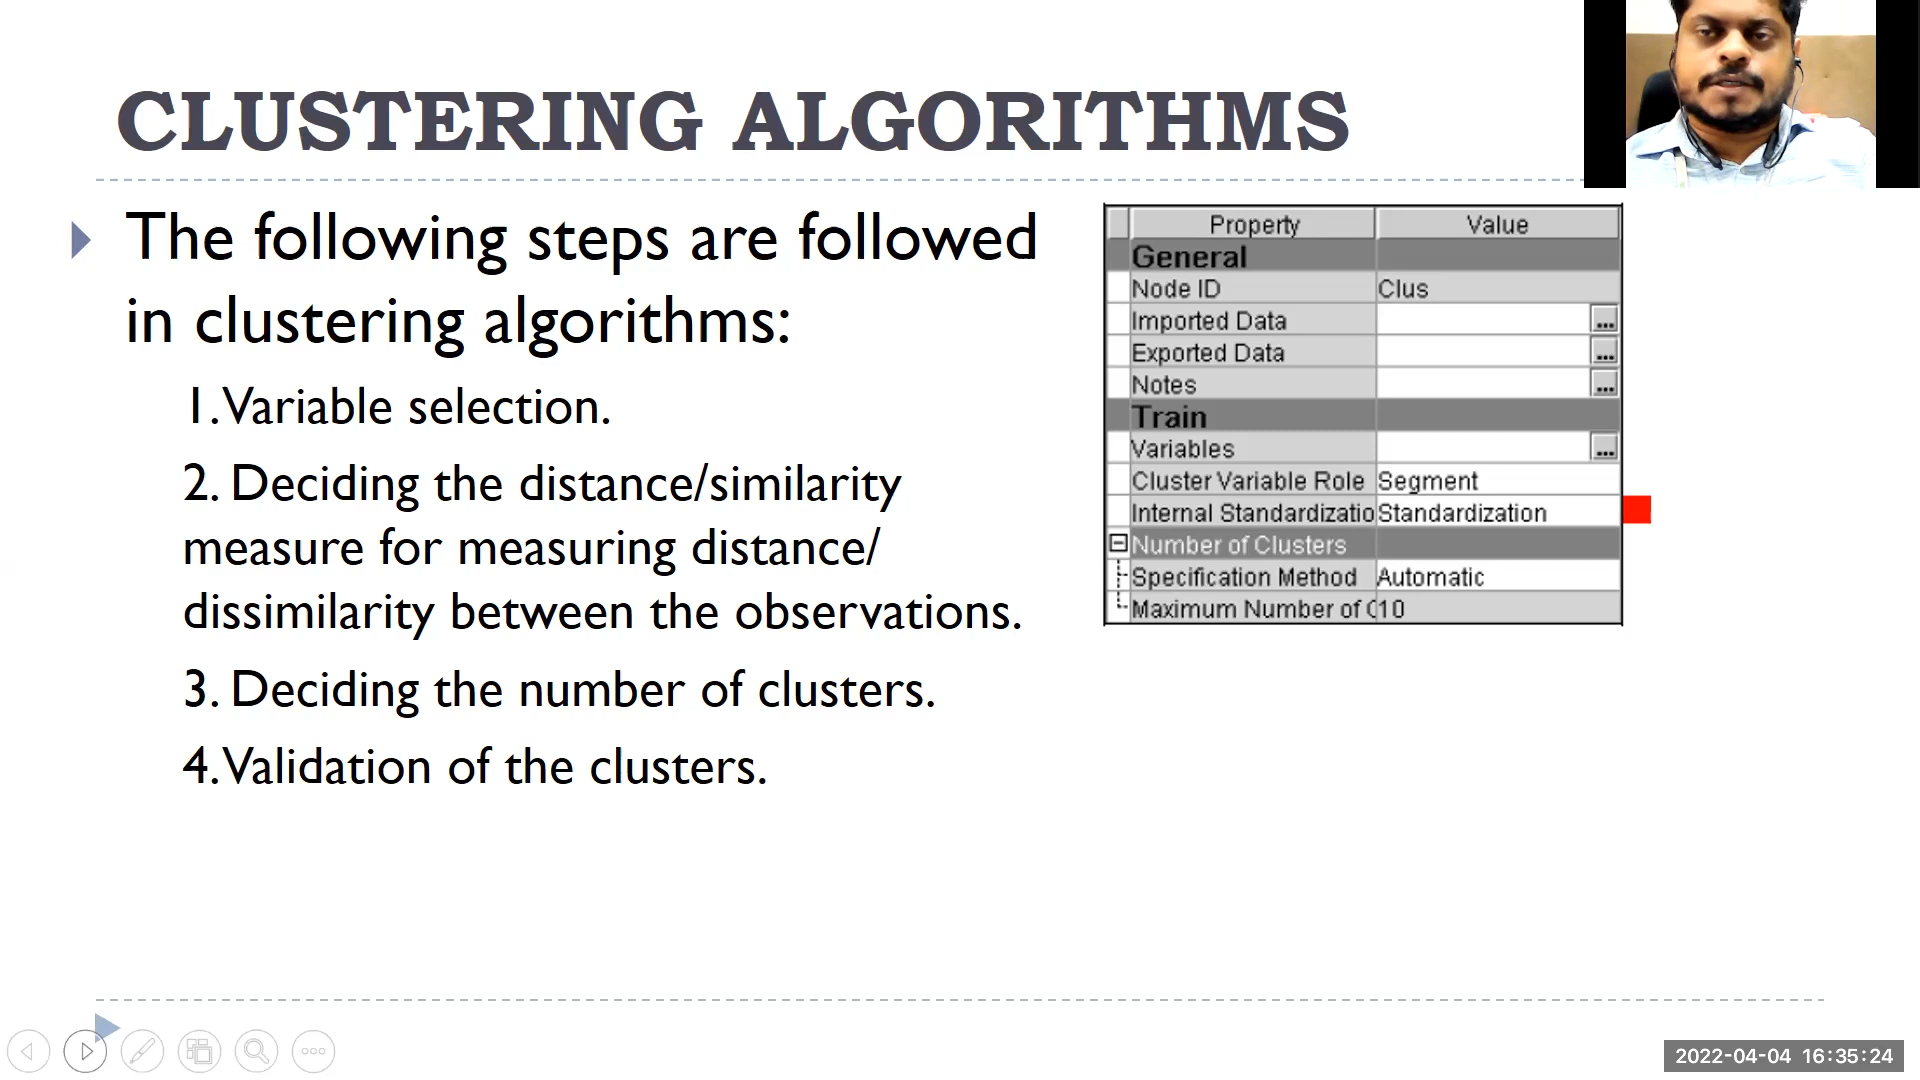 CLUSTERING ALGORITHMS
The following steps are followed
in clustering algorithms:
1. Variable selection.
2. Deciding the distance/similarity
measure for measuring distance/
dissimilarity between the observations.
3. Deciding the number of clusters.
4. Validation of the clusters.
Property Value
General
Node ID Clus
Imported Data ...
Exported Data ...
Notes ...
Train
Variables ...
Cluster Variable Role Segment
Internal Standardizatio Standardization
Number of Clusters
Specification Method Automatic
Maximum Number of C 10
2022-04-04 16:35:24